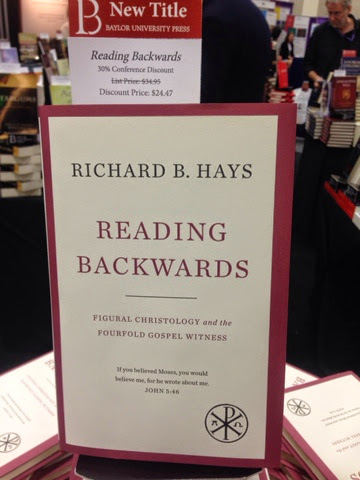 B New Title
BAYLOR UNIVERSITY PRESS
Reading Backwards
30% Conference Discount
List Price: $34.95
Discount Price: $24.47
RICHARD B. HAYS
READING
BACKWARDS
FIGURAL CHRISTOLOGY and the
FOURFOLD GOSPEL WITNESS
If you believed Moses, you would
believe me, for he wrote about me.
JOHN 5:46